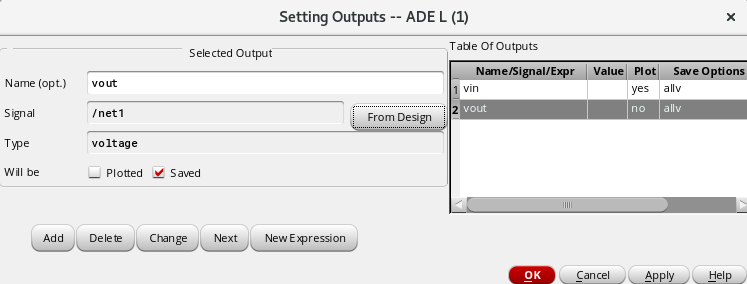 Setting Outputs -- ADE L (1)
×
Selected Output
Name (opt.) vout
Signal /net1 From Design
Type voltage
Will be Plotted Saved
Add Delete Change Next New Expression
Table Of Outputs
Name/Signal/Expr Value Plot Save Options
1 vin yes allv
2 vout no allv
OK Cancel Apply Help